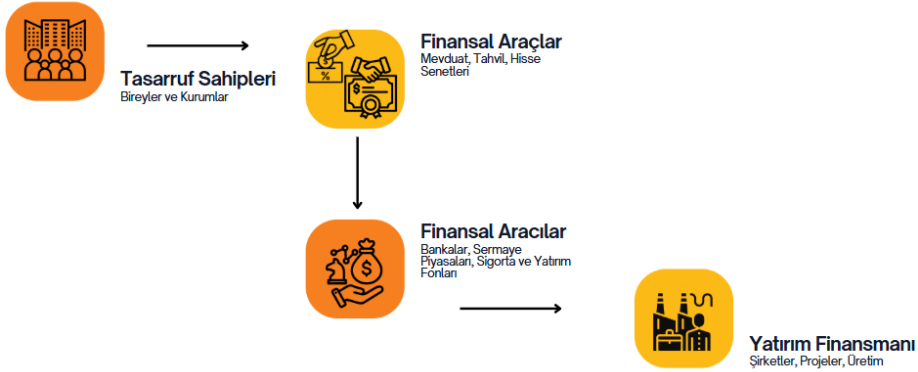 Tasarruf Sahipleri
Bireyler ve Kurumlar
%
$
Finansal Araçlar
Mevduat, Tahvil, Hisse
Senetleri
Finansal Aracılar
Bankalar, Sermaye
Piyasaları, Sigorta ve Yatırım
Fonları
$
Yatırım Finansmanı
Şirketler, Projeler, Üretim